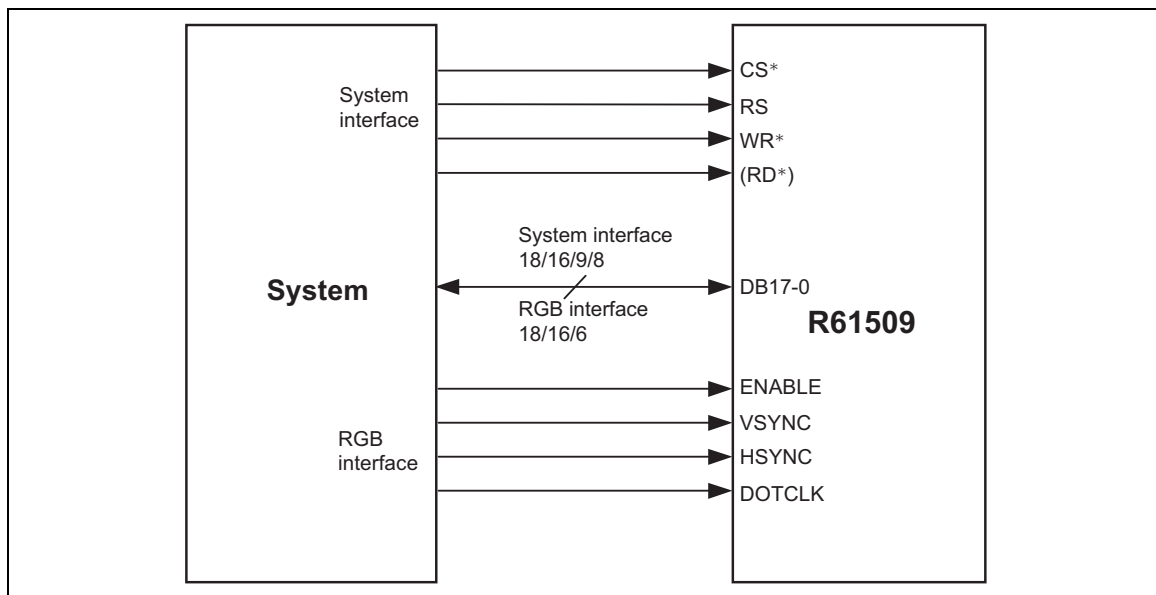 System
interface
CS*
RS
WR*
(RD*)
System interface
18/16/9/8
System
DB17-0
RGB interface
18/16/6
R61509
RGB
interface
ENABLE
VSYNC
HSYNC
DOTCLK